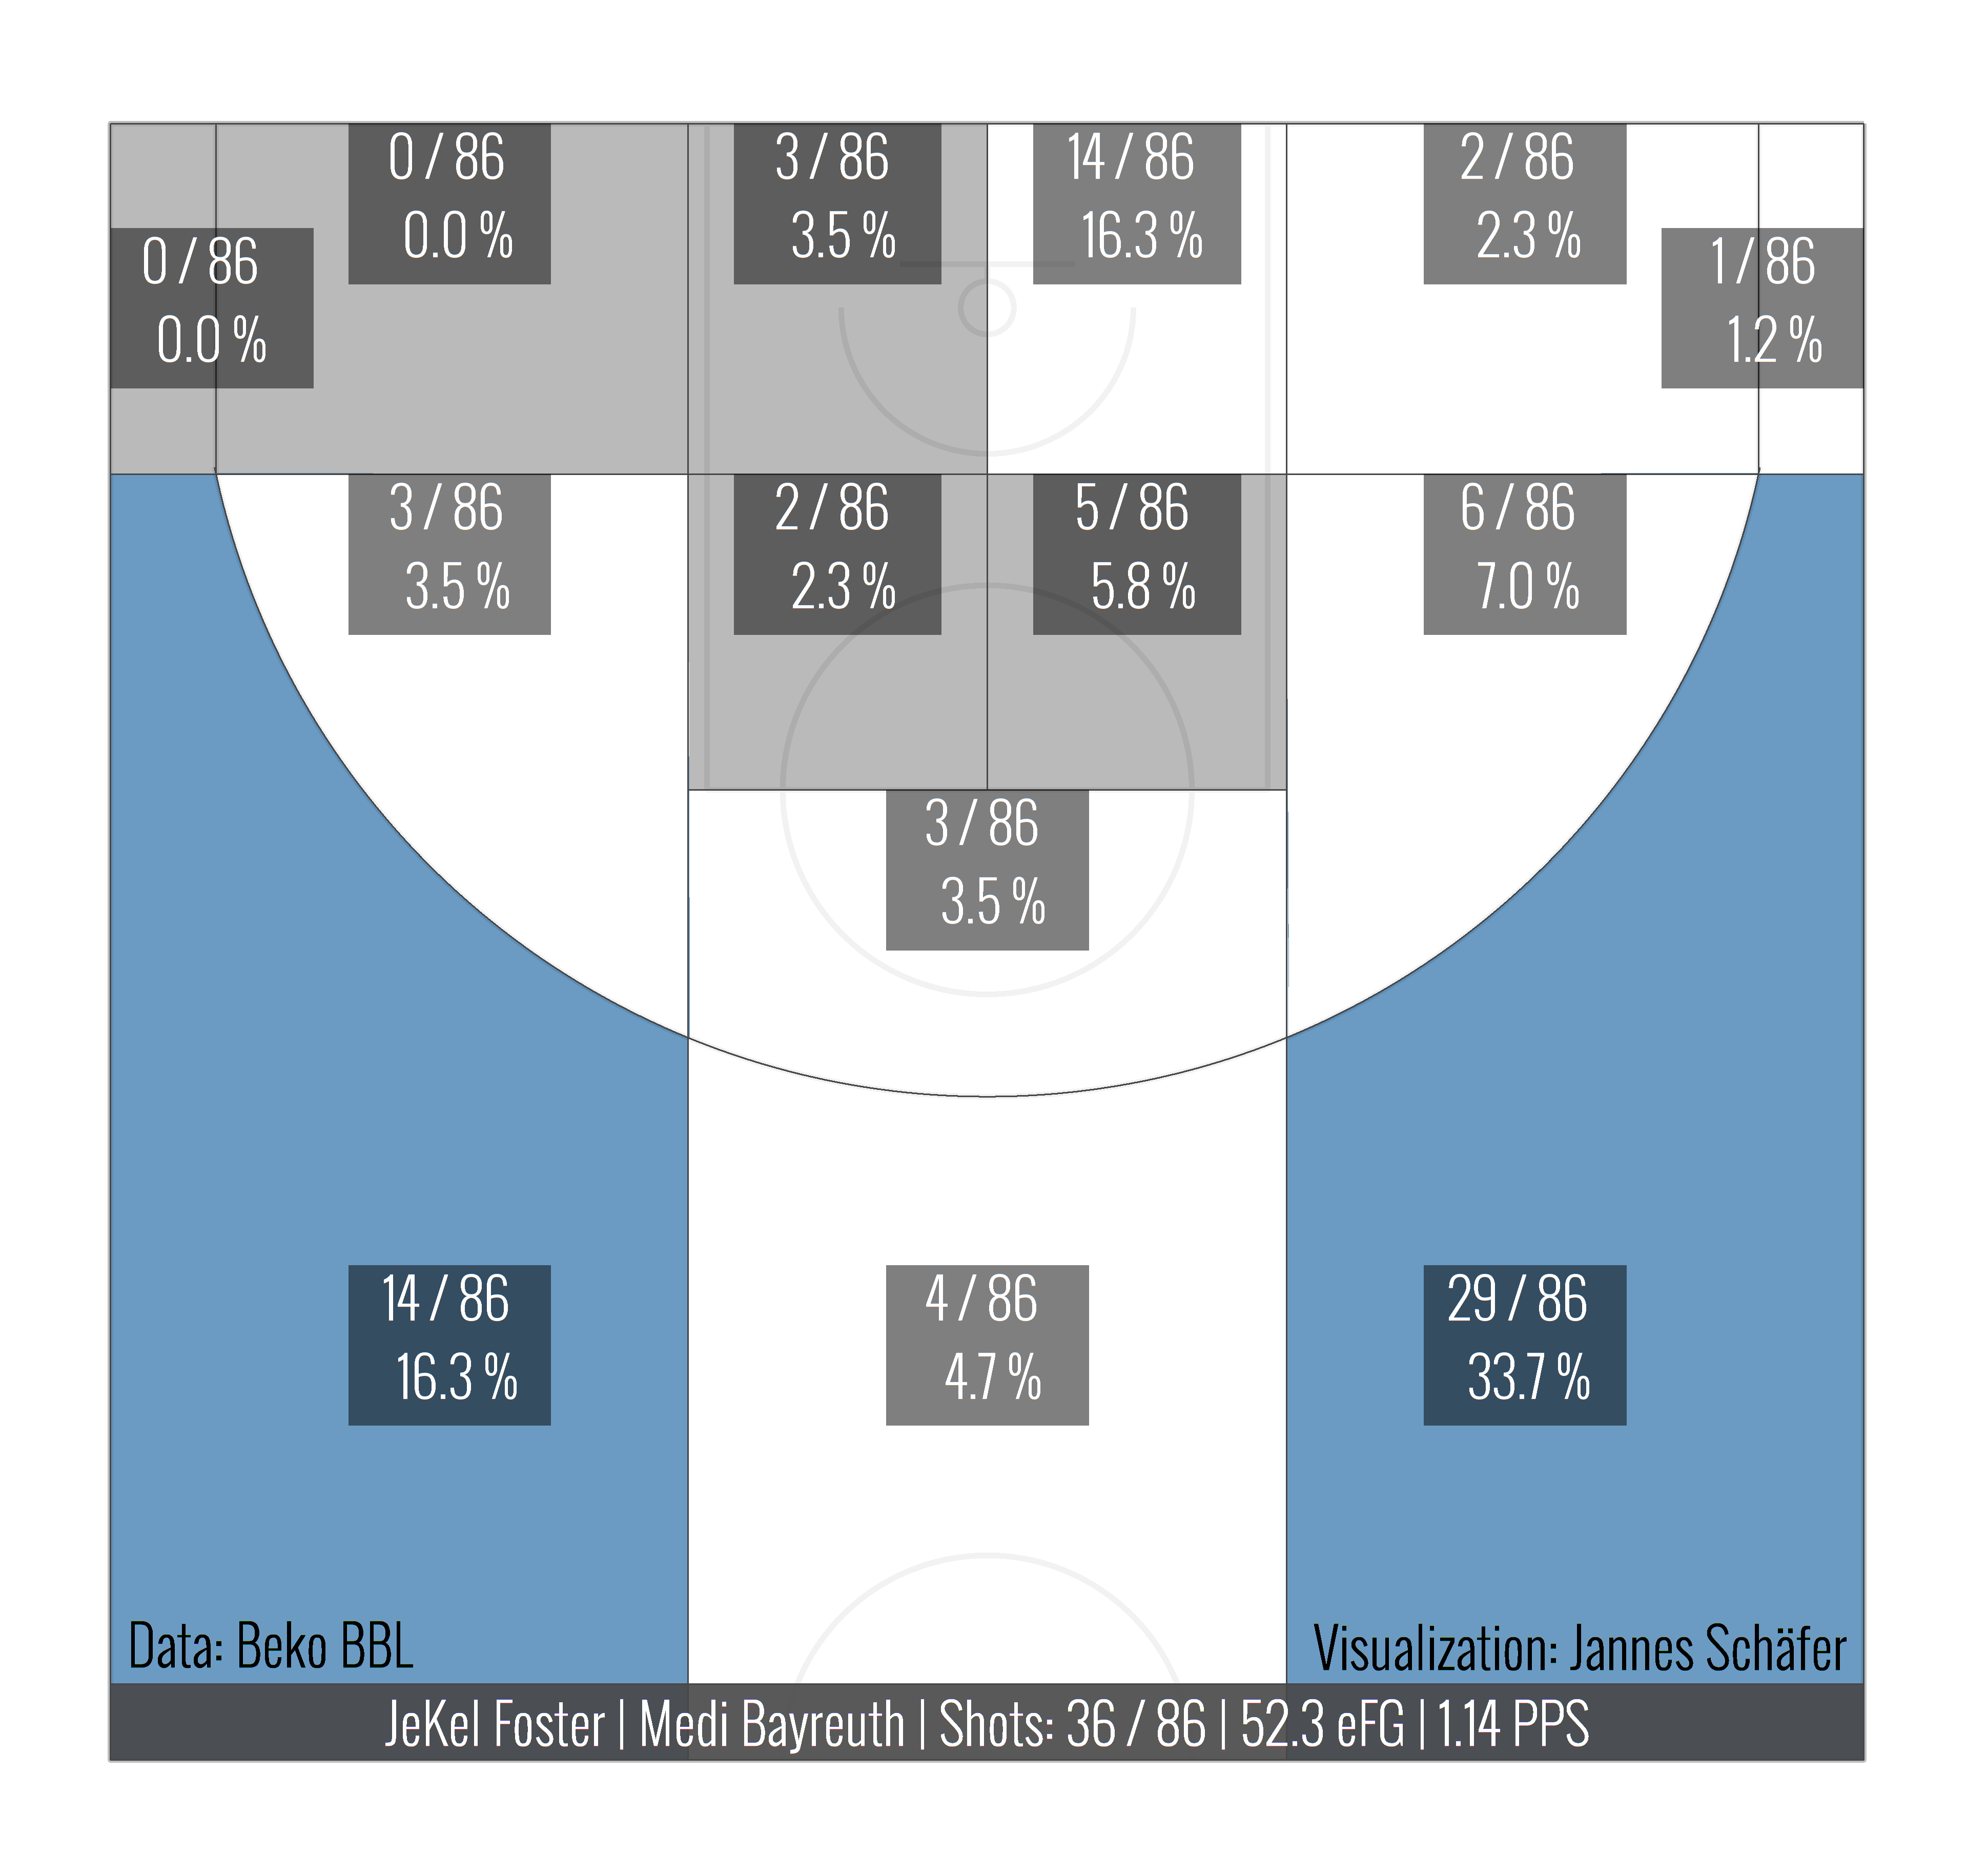 0 / 86
0.0 %
3 / 86
3.5 %
14 / 86
16.3 %
2 / 86
2.3 %
0 / 86
0.0 %
1 / 86
1.2 %
3 / 86
3.5 %
2 / 86
2.3 %
5 / 86
5.8 %
6 / 86
7.0 %
3 / 86
3.5 %
14 / 86
16.3 %
4 / 86
4.7 %
29 / 86
33.7 %
Data: Beko BBL
Visualization: Jannes Schäfer
JeKel Foster | Medi Bayreuth | Shots: 36 / 86 | 52.3 eFG | 1.14 PPS